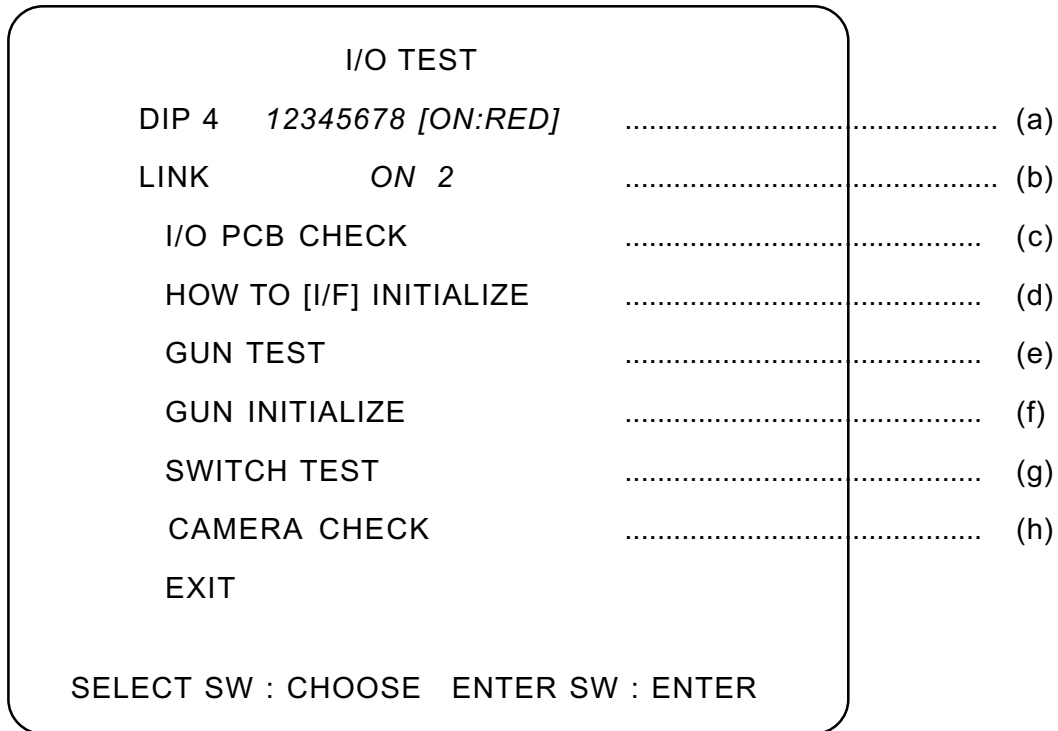 I/O TEST
DIP 4 12345678 [ON:RED] ............................................. (a)
LINK ON 2 ............................................. (b)
I/O PCB CHECK ........................................... (c)
HOW TO [I/F] INITIALIZE ........................................... (d)
GUN TEST ........................................... (e)
GUN INITIALIZE ........................................... (f)
SWITCH TEST ........................................... (g)
CAMERA CHECK ........................................... (h)
EXIT
SELECT SW : CHOOSE ENTER SW : ENTER